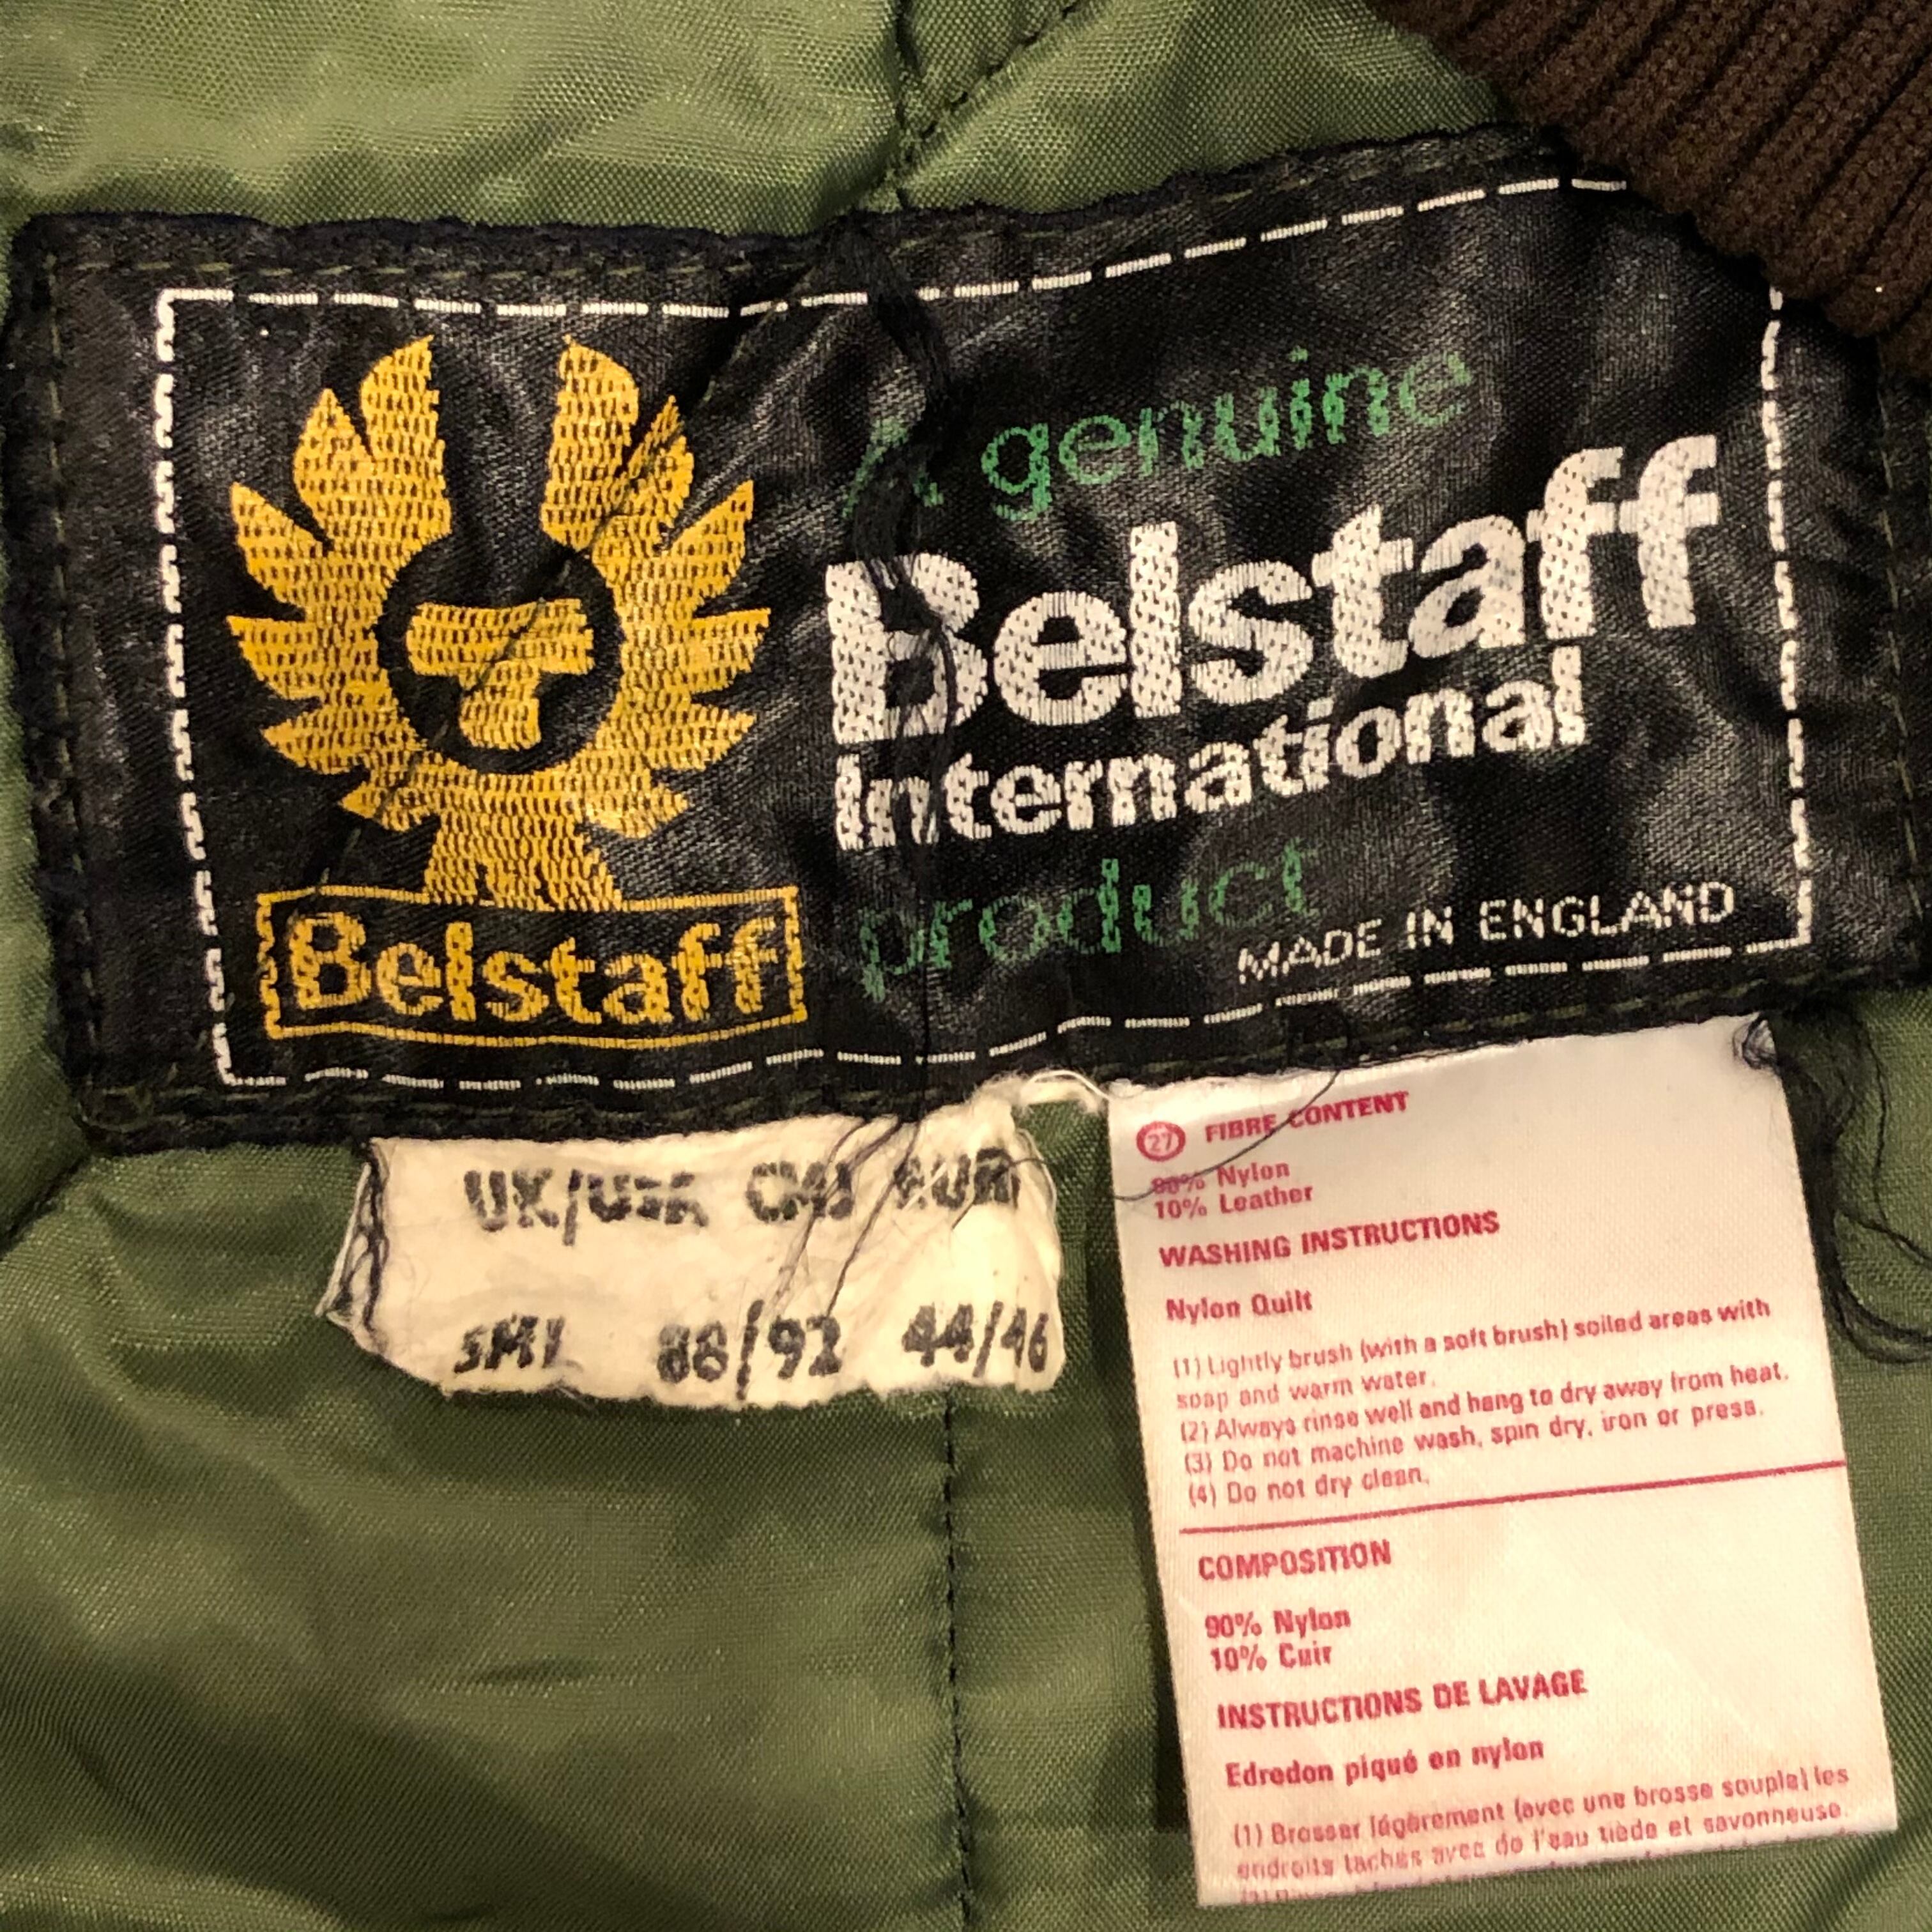 A genuine
Belstaff
International
product
MADE IN ENGLAND
Belstaff
UK/USA CMS EUR
SML 88/92 44/46
27 FIBRE CONTENT
90% Nylon
10% Leather
WASHING INSTRUCTIONS
Nylon Quilt
(1) Lightly brush (with a soft brush) soiled areas with
soap and warm water.
(2) Always rinse well and hang to dry away from heat.
(3) Do not machine wash, spin dry, iron or press.
(4) Do not dry clean.
COMPOSITION
90% Nylon
10% Cuir
INSTRUCTIONS DE LAVAGE
Edredon piqué en nylon
(1) Brosser légèrement (avec une brosse souple) les
endroits tachés avec de l'eau tiède et savonneuse.